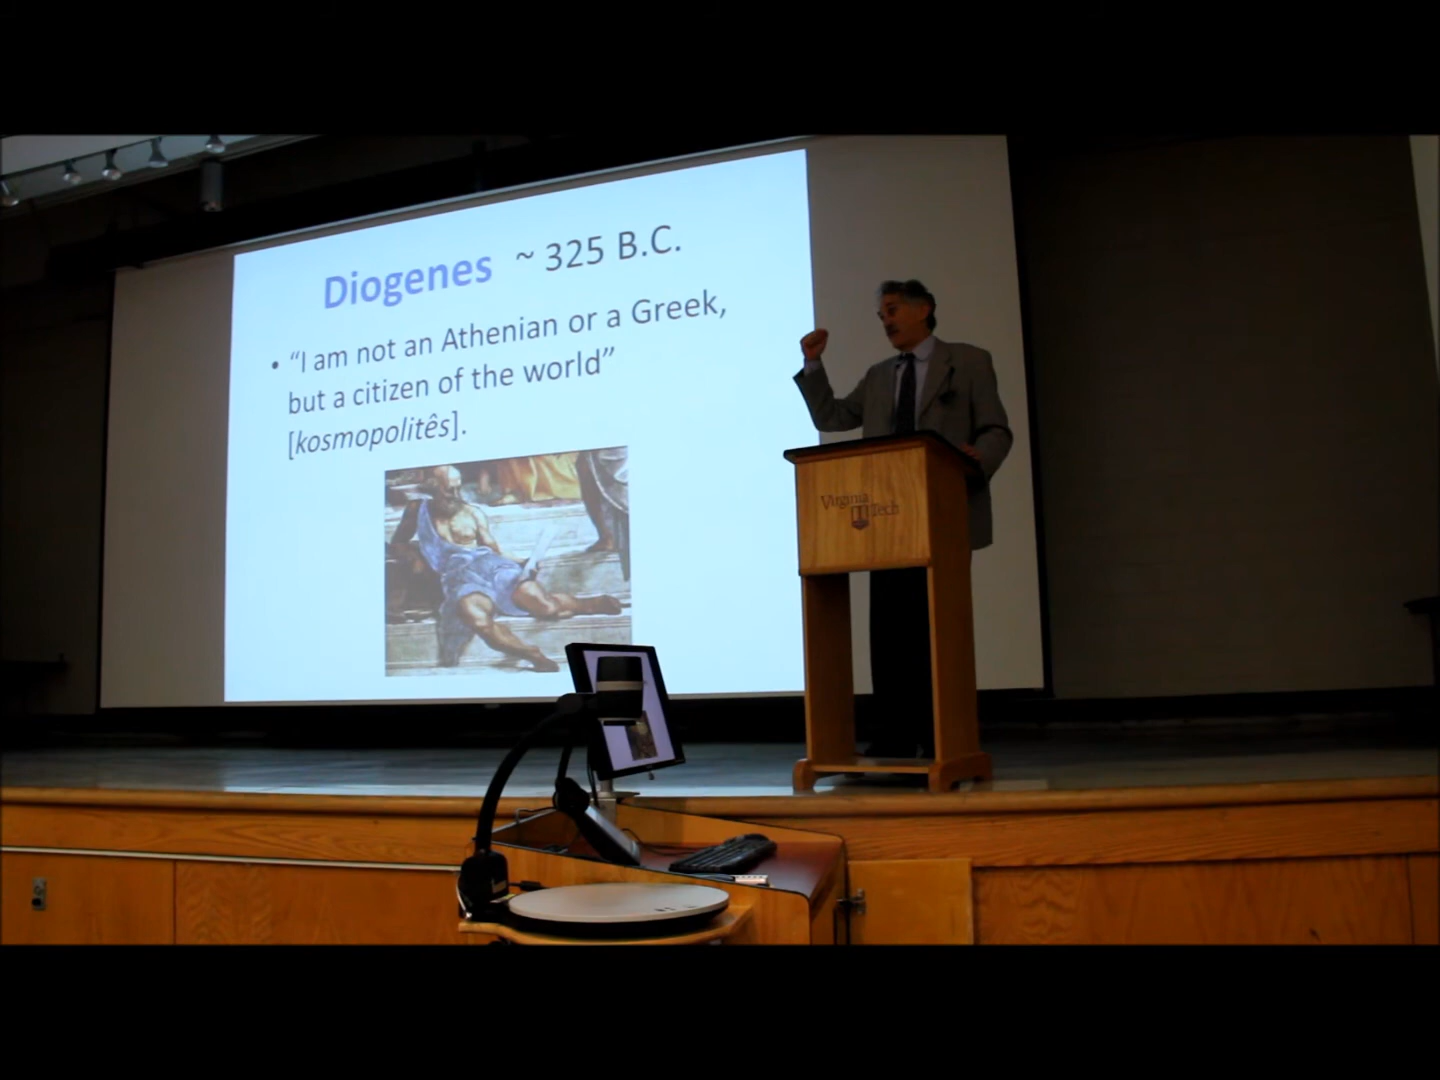 Diogenes ~ 325 B.C.
• “I am not an Athenian or a Greek,
but a citizen of the world”
[kosmopolitês].
Virginia
Tech